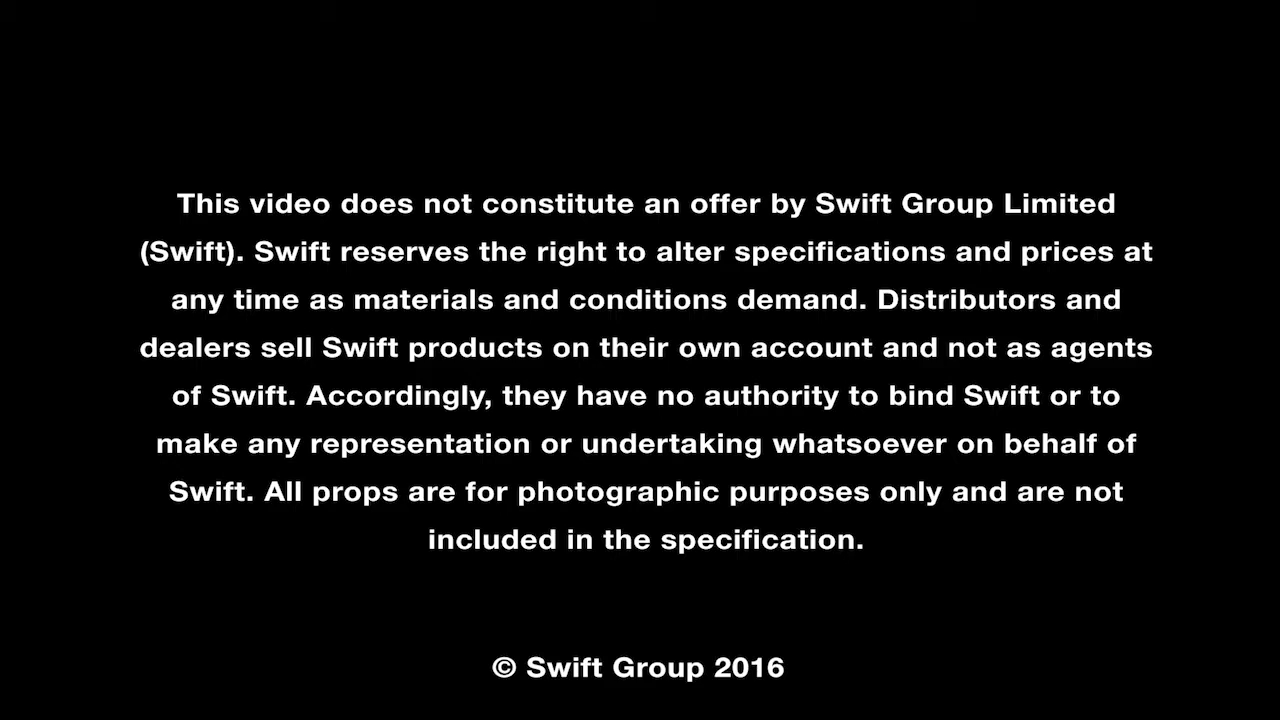 This video does not constitute an offer by Swift Group Limited
(Swift). Swift reserves the right to alter specifications and prices at
any time as materials and conditions demand. Distributors and
dealers sell Swift products on their own account and not as agents
of Swift. Accordingly, they have no authority to bind Swift or to
make any representation or undertaking whatsoever on behalf of
Swift. All props are for photographic purposes only and are not
included in the specification.
© Swift Group 2016